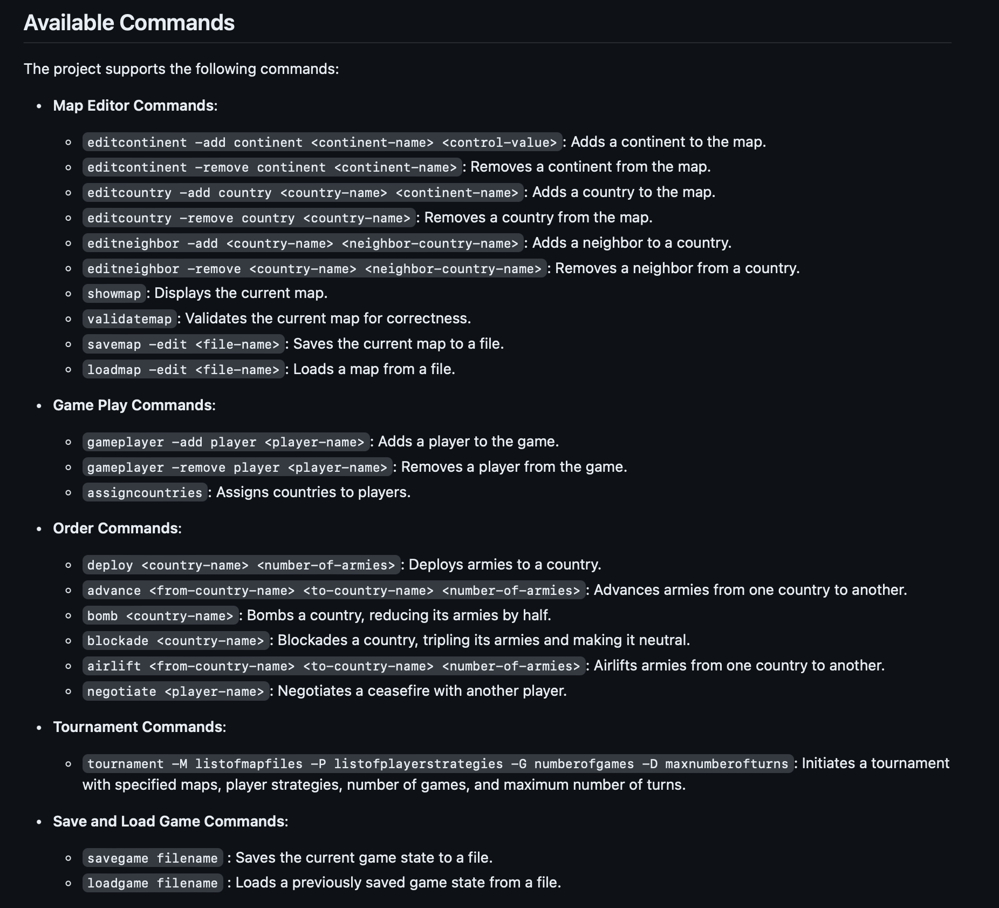 Available Commands
The project supports the following commands:
Map Editor Commands:
editcontinent -add continent <continent-name> <control-value>: Adds a continent to the map.
editcontinent -remove continent <continent-name>: Removes a continent from the map.
editcountry -add country <country-name> <continent-name>: Adds a country to the map.
editcountry -remove country <country-name>: Removes a country from the map.
editneighbor -add <country-name> <neighbor-country-name>: Adds a neighbor to a country.
editneighbor -remove <country-name> <neighbor-country-name>: Removes a neighbor from a country.
showmap: Displays the current map.
validatemap: Validates the current map for correctness.
savemap -edit <file-name>: Saves the current map to a file.
loadmap -edit <file-name>: Loads a map from a file.
Game Play Commands:
gameplayer -add player <player-name>: Adds a player to the game.
gameplayer -remove player <player-name>: Removes a player from the game.
assigncountries: Assigns countries to players.
Order Commands:
deploy <country-name> <number-of-armies>: Deploys armies to a country.
advance <from-country-name> <to-country-name> <number-of-armies>: Advances armies from one country to another.
bomb <country-name>: Bombs a country, reducing its armies by half.
blockade <country-name>: Blockades a country, tripling its armies and making it neutral.
airlift <from-country-name> <to-country-name> <number-of-armies>: Airlifts armies from one country to another.
negotiate <player-name>: Negotiates a ceasefire with another player.
Tournament Commands:
tournament -M listofmapfiles -P listofplayerstrategies -G numberofgames -D maxnumberofturns: Initiates a tournament
with specified maps, player strategies, number of games, and maximum number of turns.
Save and Load Game Commands:
savegame filename : Saves the current game state to a file.
loadgame filename : Loads a previously saved game state from a file.